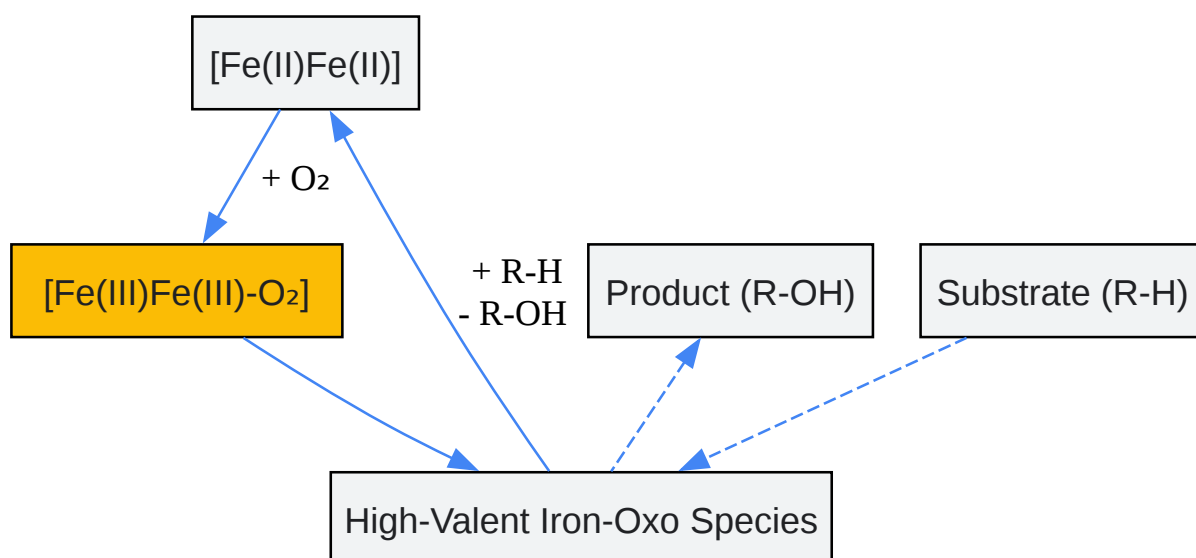 [Fe(II)Fe(II)]
+ O₂
[Fe(III)Fe(III)-O₂]
+ R-H
- R-OH
Product (R-OH)
Substrate (R-H)
High-Valent Iron-Oxo Species